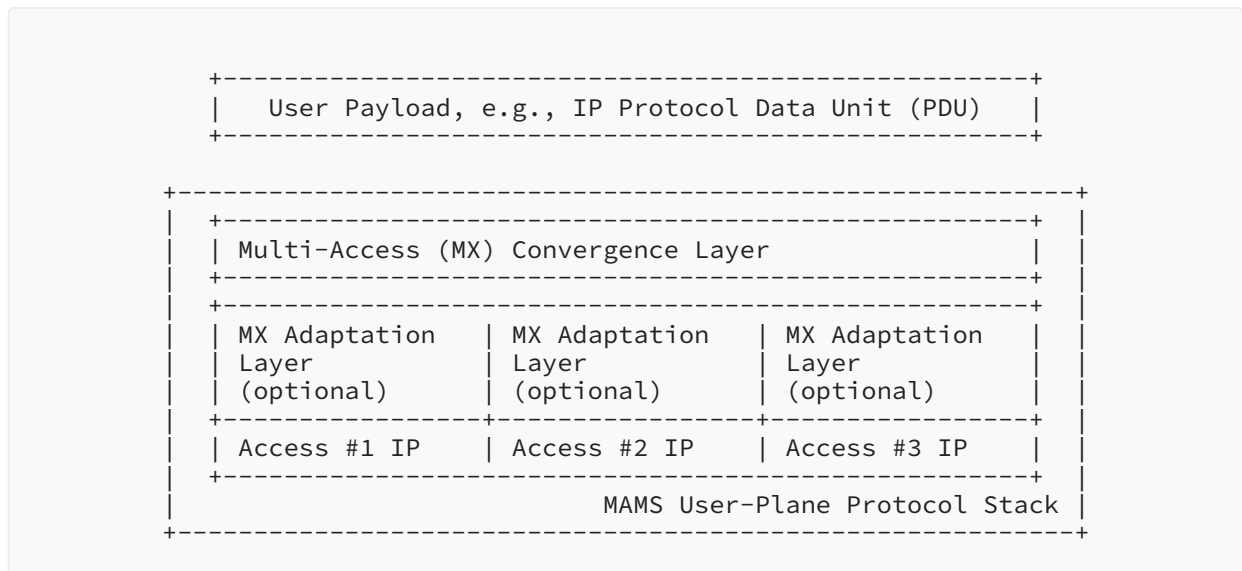 +-----------------------------------------------------+
|   User Payload, e.g., IP Protocol Data Unit (PDU)   |
+-----------------------------------------------------+

+-----------------------------------------------------------+
|  +-----------------------------------------------------+  |
|  | Multi-Access (MX) Convergence Layer                 |  |
|  +-----------------------------------------------------+  |
|  +-----------------------------------------------------+  |
|  | MX Adaptation   | MX Adaptation   | MX Adaptation   |  |
|  | Layer           | Layer           | Layer           |  |
|  | (optional)      | (optional)      | (optional)      |  |
|  +-----------------+-----------------+-----------------+  |
|  | Access #1 IP    | Access #2 IP    | Access #3 IP    |  |
|  +-----------------------------------------------------+  |
|                            MAMS User-Plane Protocol Stack |
+-----------------------------------------------------------+